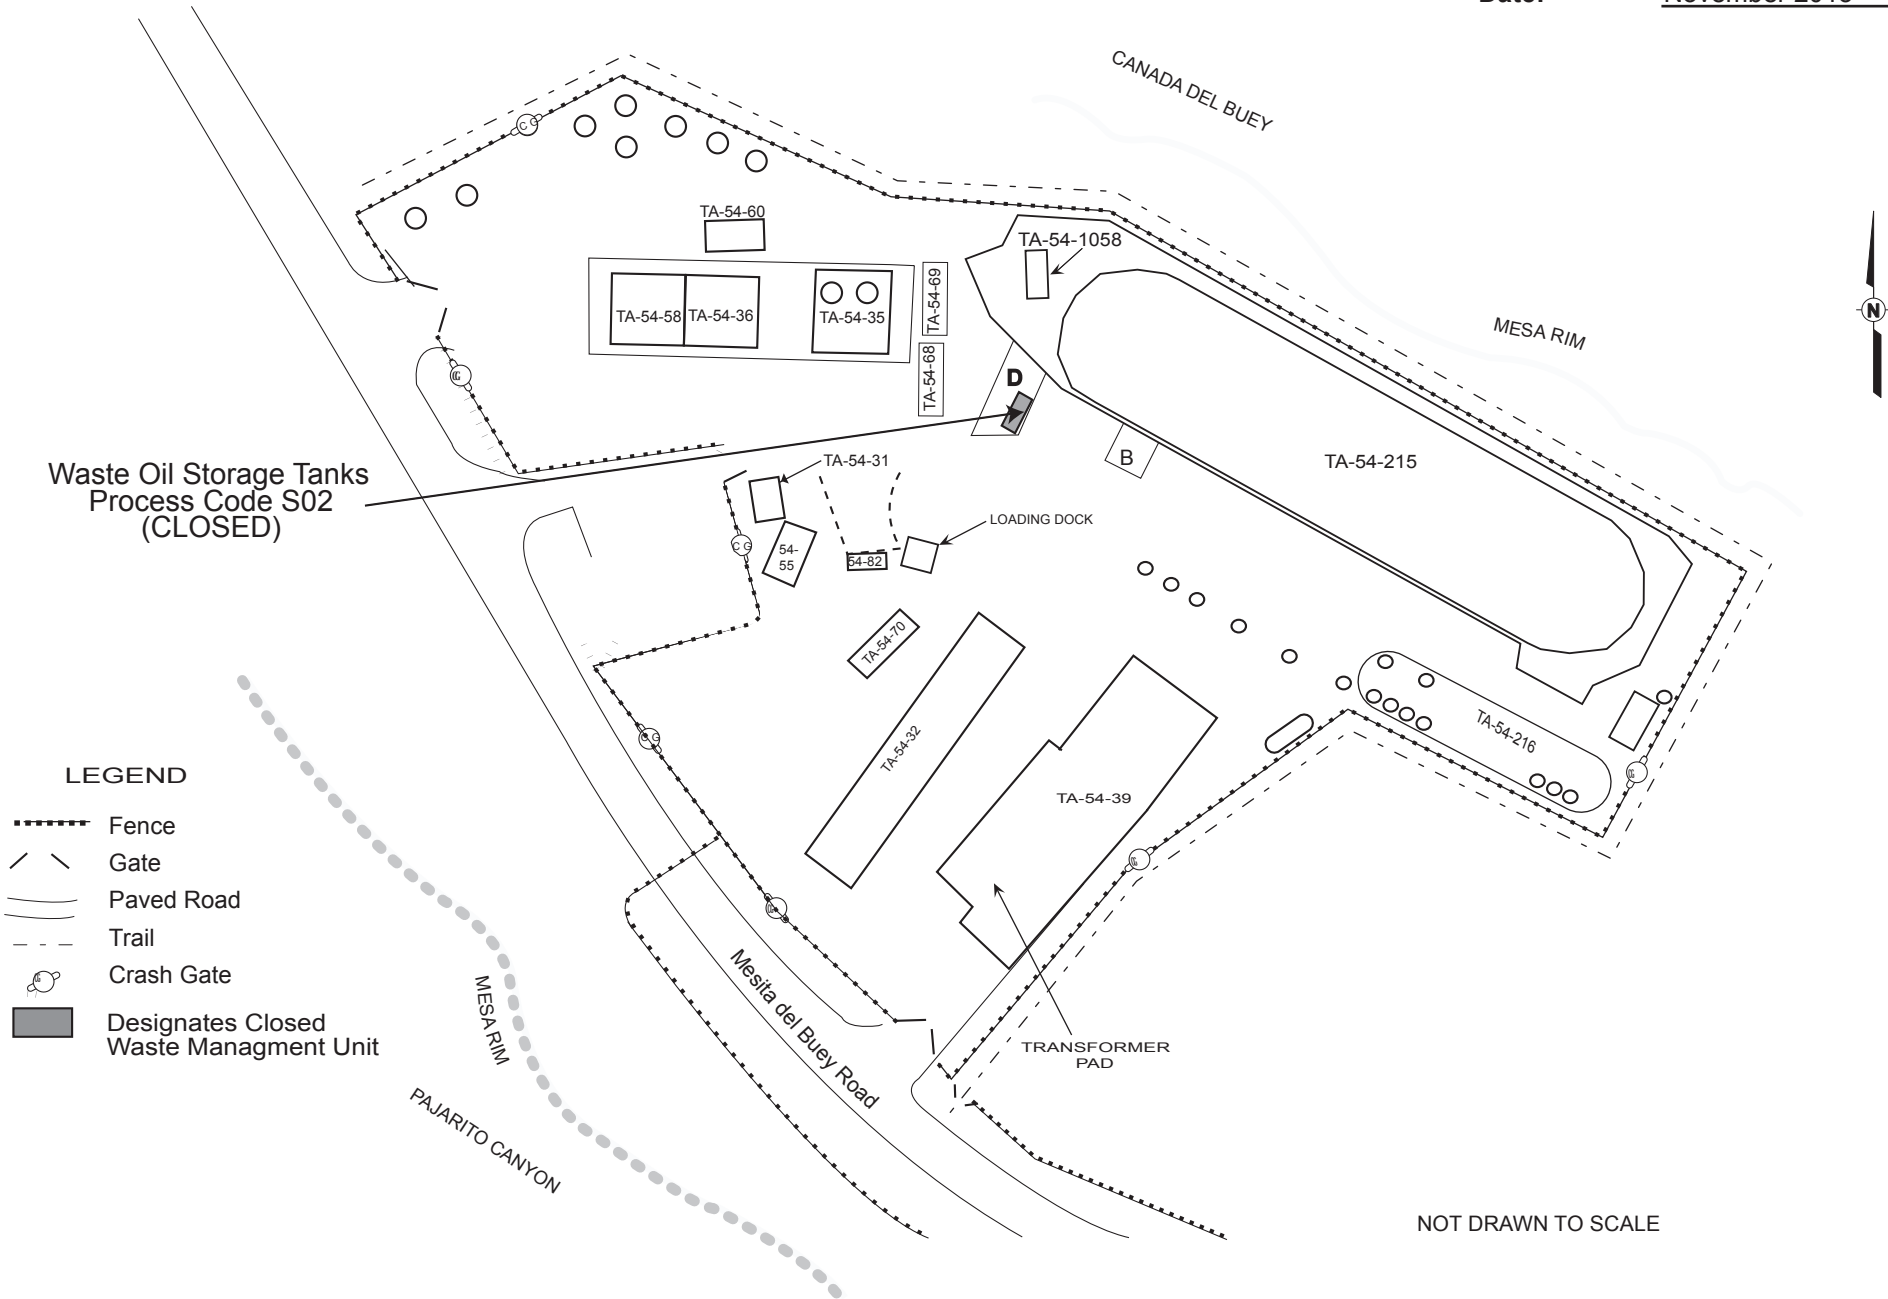 CANADA DEL BUEY
TA-54-60
TA-54-1058
TA-54-69
N
TA-54-58
TA-54-36
TA-54-35
MESA RIM
TA-54-68
D
Waste Oil Storage Tanks
Process Code S02
(CLOSED)
TA-54-31
B
TA-54-215
LOADING DOCK
54-
55
54-82
TA-54-70
TA-54-32
TA-54-216
TA-54-39
C G
C G
LEGEND
Fence
Gate
Paved Road
Trail
Crash Gate
Designates Closed
Waste Managment Unit
MESA RIM
Mesita del Buey Road
TRANSFORMER
PAD
PAJARITO CANYON
NOT DRAWN TO SCALE